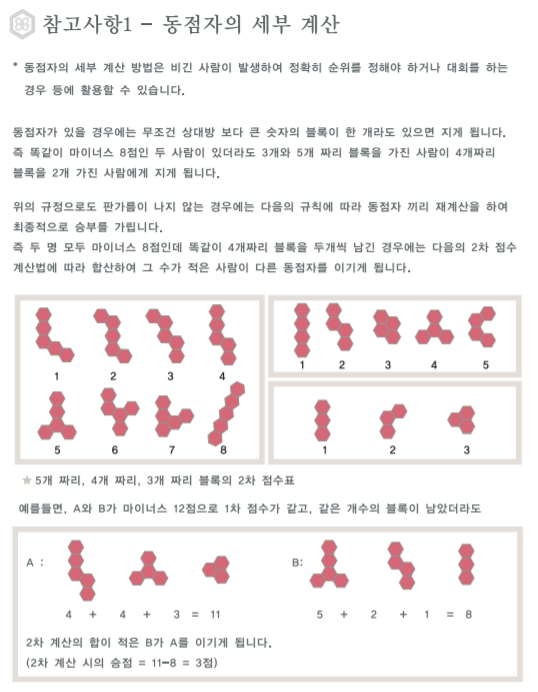 참고사항1 - 동점자의 세부 계산
* 동점자의 세부 계산 방법은 비긴 사람이 발생하여 정확히 순위를 정해야 하거나 대회를 하는
경우 등에 활용할 수 있습니다.
동점자가 있을 경우에는 무조건 상대방 보다 큰 숫자의 블록이 한 개라도 있으면 지게 됩니다.
즉 똑같이 마이너스 8점인 두 사람이 있더라도 3개와 5개 짜리 블록을 가진 사람이 4개짜리
블록을 2개 가진 사람에게 지게 됩니다.
위의 규정으로도 판가름이 나지 않는 경우에는 다음의 규칙에 따라 동점자 끼리 재계산을 하여
최종적으로 승부를 가립니다.
즉 두 명 모두 마이너스 8점인데 똑같이 4개짜리 블록을 두개씩 남긴 경우에는 다음의 2차 점수
계산법에 따라 합산하여 그 수가 적은 사람이 다른 동점자를 이기게 됩니다.
1 2 3 4
5 6 7 8
1 2 3 4 5
1 2 3
★ 5개 짜리, 4개 짜리, 3개 짜리 블록의 2차 점수표
예를들면, A와 B가 마이너스 12점으로 1차 점수가 같고, 같은 개수의 블록이 남았더라도
A :
4 + 4 + 3 = 11
B:
5 + 2 + 1 = 8
2차 계산의 합이 적은 B가 A를 이기게 됩니다.
(2차 계산 시의 승점 = 11-8 = 3점)